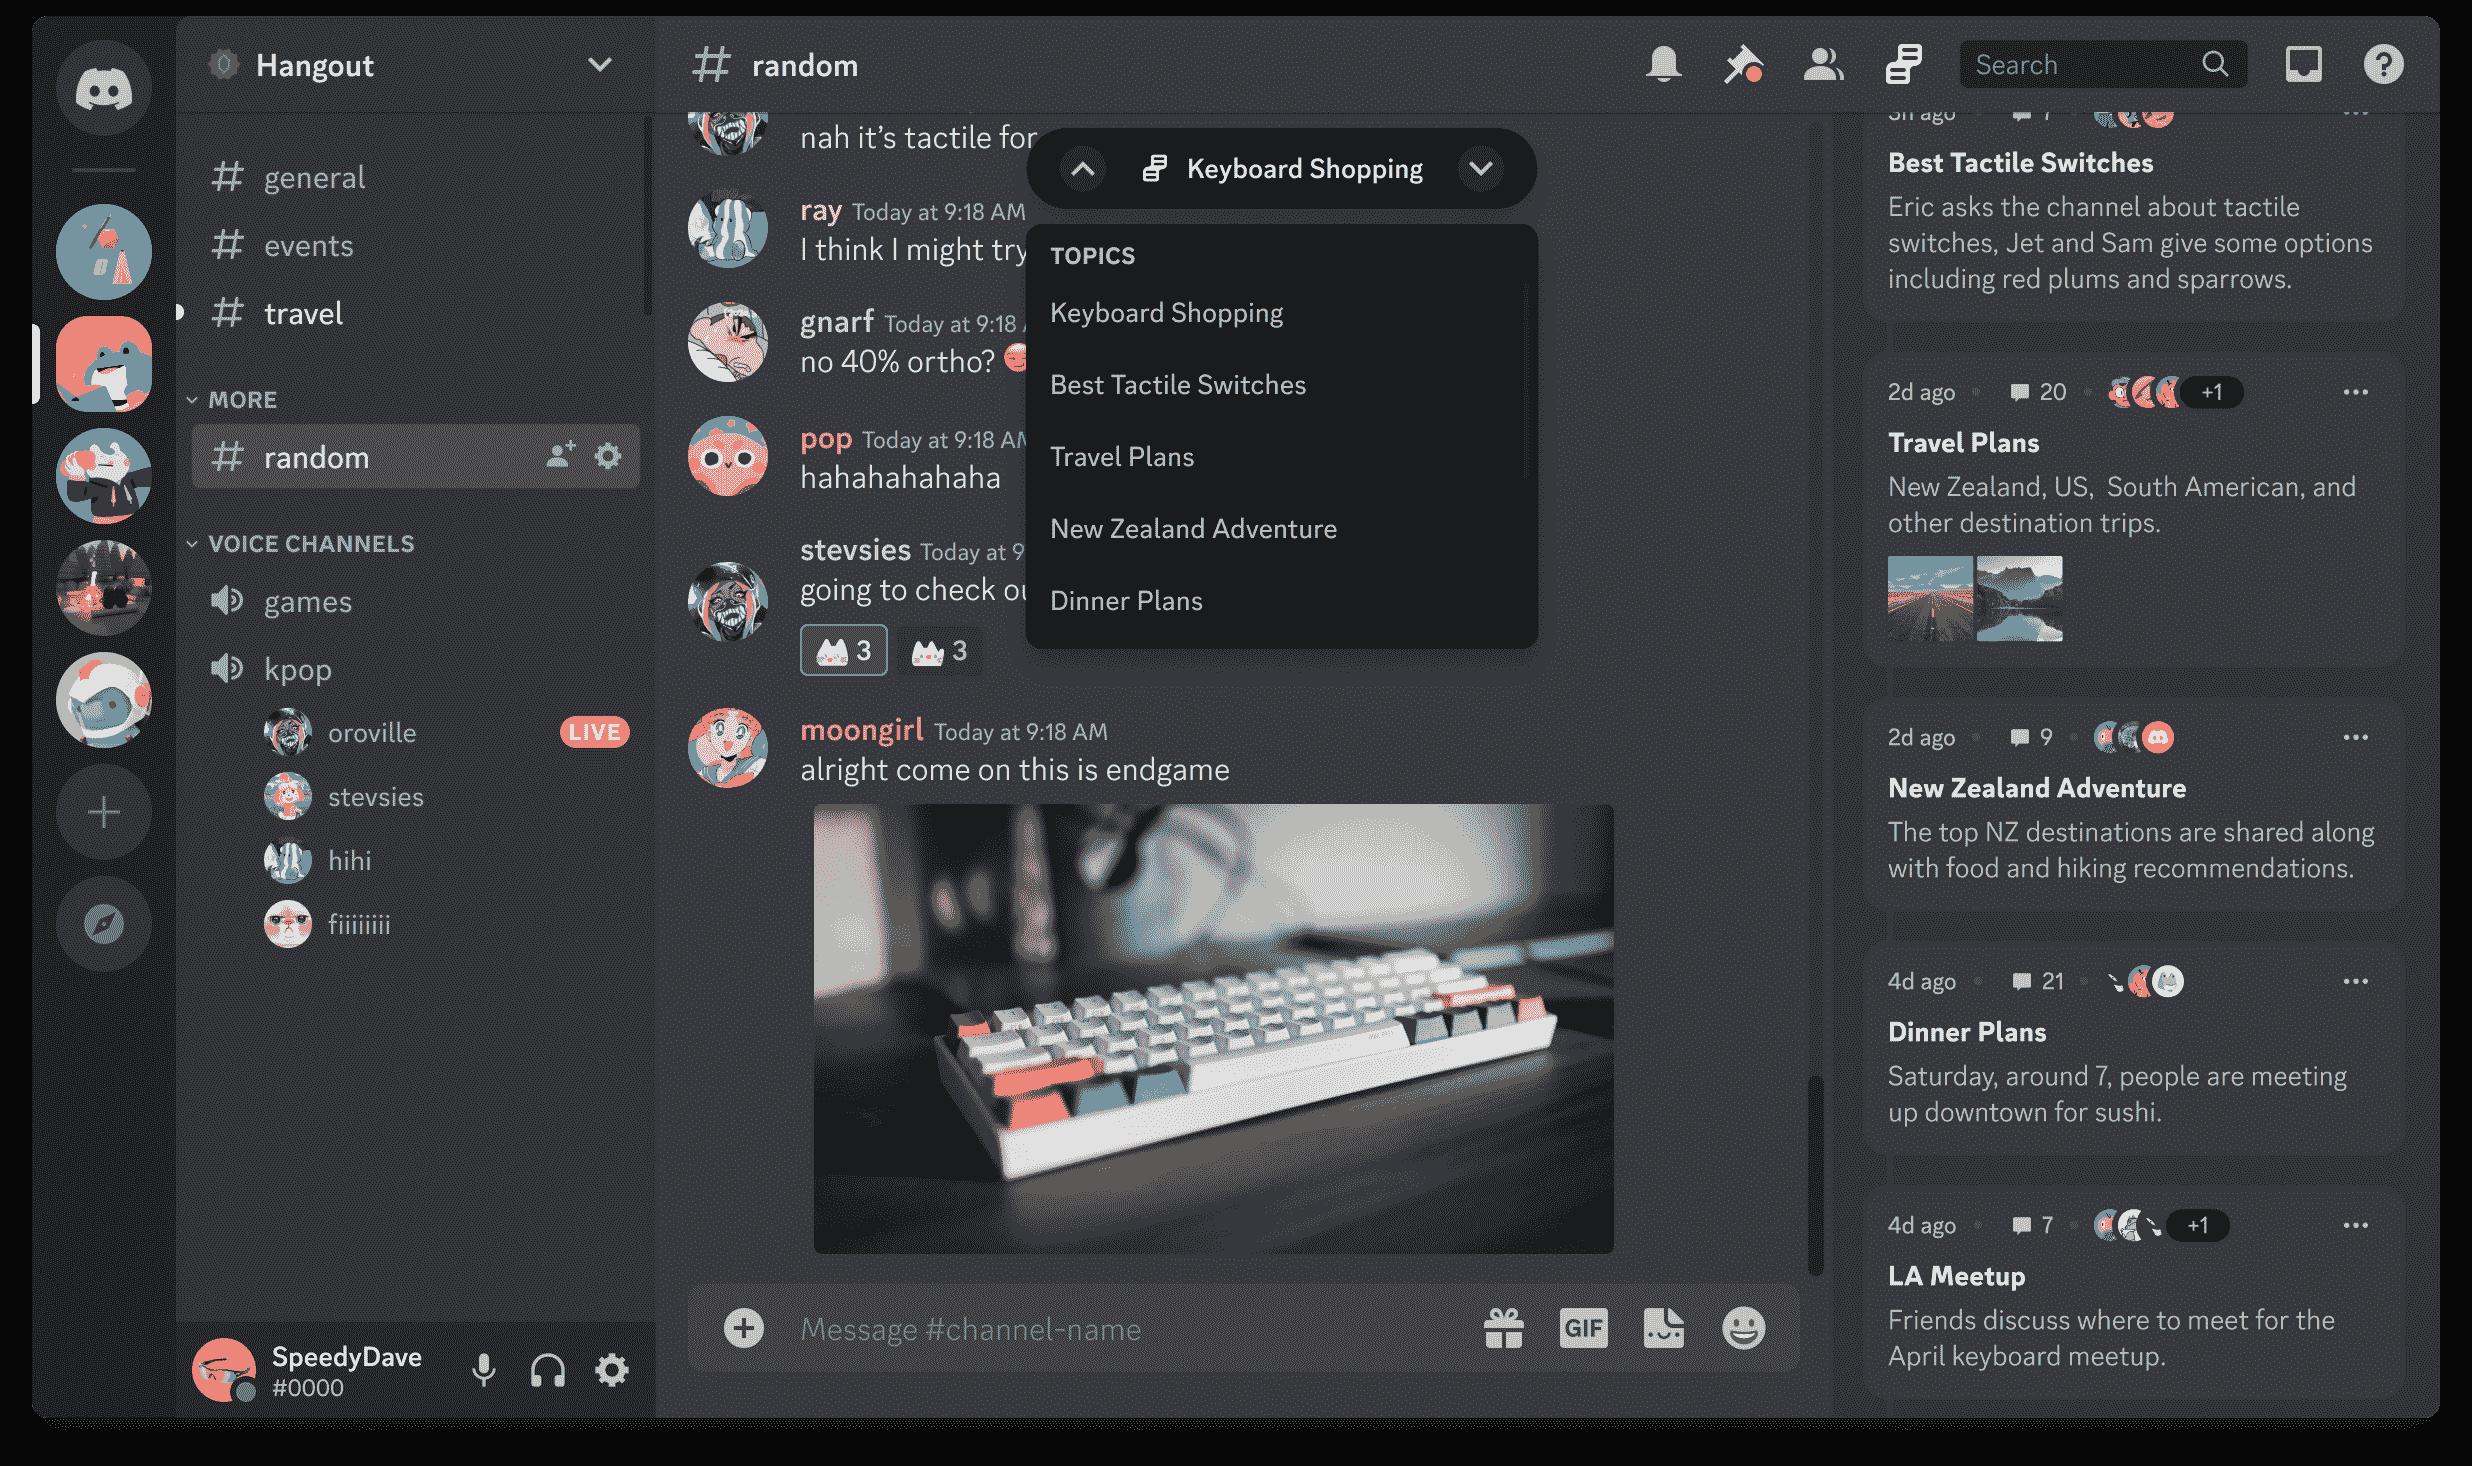 Hangout
general
events
travel
MORE
random
VOICE CHANNELS
games
kpop
oroville
LIVE
stevsies
hihi
fiiiiiiii
SpeedyDave
#0000
random
Search
nah it's tactile for
ray Today at 9:18 AM
I think I might try
gnarf Today at 9:18
no 40% ortho?
pop Today at 9:18 AM
hahahahahaha
stevsies Today at 9
going to check ou
3 3
moongirl Today at 9:18 AM
alright come on this is endgame
Message #channel-name
GIF
Keyboard Shopping
TOPICS
Keyboard Shopping
Best Tactile Switches
Travel Plans
New Zealand Adventure
Dinner Plans
ago
Best Tactile Switches
Eric asks the channel about tactile
switches, Jet and Sam give some options
including red plums and sparrows.
2d ago 20 +1
Travel Plans
New Zealand, US, South American, and
other destination trips.
2d ago 9
New Zealand Adventure
The top NZ destinations are shared along
with food and hiking recommendations.
4d ago 21
Dinner Plans
Saturday, around 7, people are meeting
up downtown for sushi.
4d ago 7 +1
LA Meetup
Friends discuss where to meet for the
April keyboard meetup.